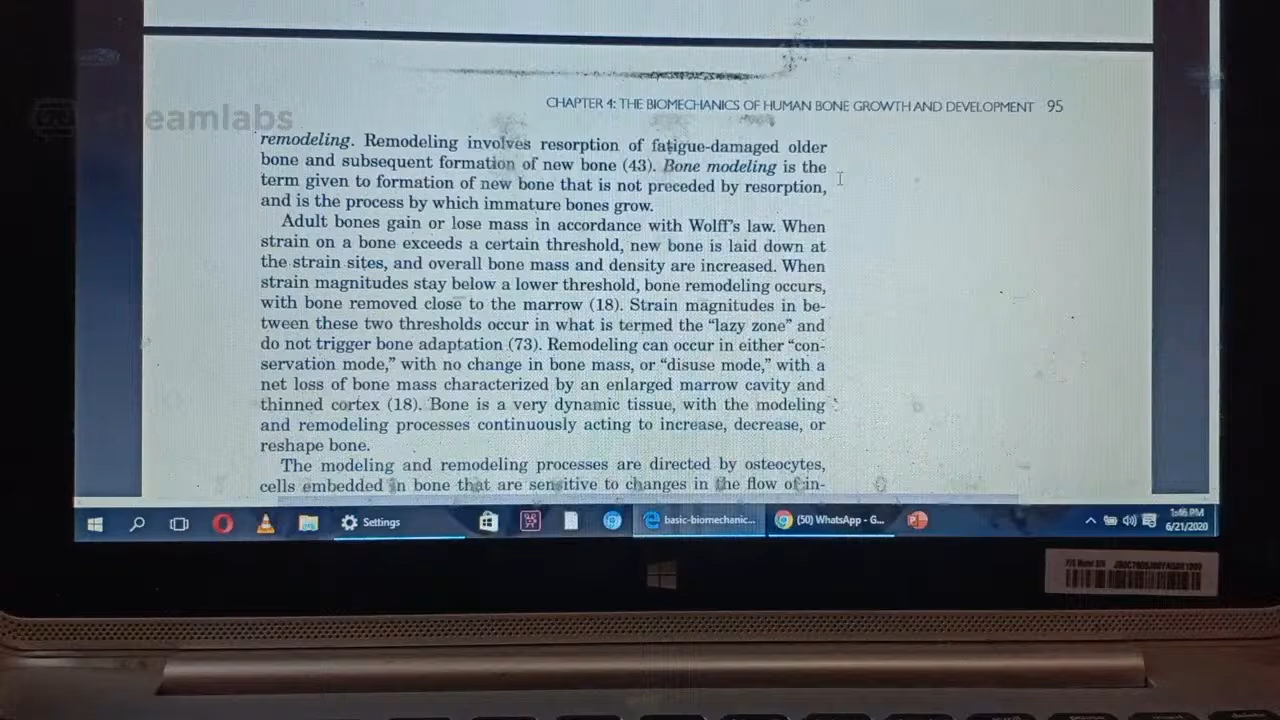 CHAPTER 4: THE BIOMECHANICS OF HUMAN BONE GROWTH AND DEVELOPMENT 95
streamlabs
remodeling. Remodeling involves resorption of fatigue-damaged older
bone and subsequent formation of new bone (43). Bone modeling is the
term given to formation of new bone that is not preceded by resorption,
and is the process by which immature bones grow.
Adult bones gain or lose mass in accordance with Wolff's law. When
strain on a bone exceeds a certain threshold, new bone is laid down at
the strain sites, and overall bone mass and density are increased. When
strain magnitudes stay below a lower threshold, bone remodeling occurs,
with bone removed close to the marrow (18). Strain magnitudes in be-
tween these two thresholds occur in what is termed the "lazy zone" and
do not trigger bone adaptation (73). Remodeling can occur in either "con-
servation mode," with no change in bone mass, or "disuse mode," with a
net loss of bone mass characterized by an enlarged marrow cavity and
thinned cortex (18). Bone is a very dynamic tissue, with the modeling
and remodeling processes continuously acting to increase, decrease, or
reshape bone.
The modeling and remodeling processes are directed by osteocytes,
cells embedded in bone that are sensitive to changes in the flow of in-
Settings
basic-biomechanic...
(50) WhatsApp - G...
1:46 PM
6/21/2020